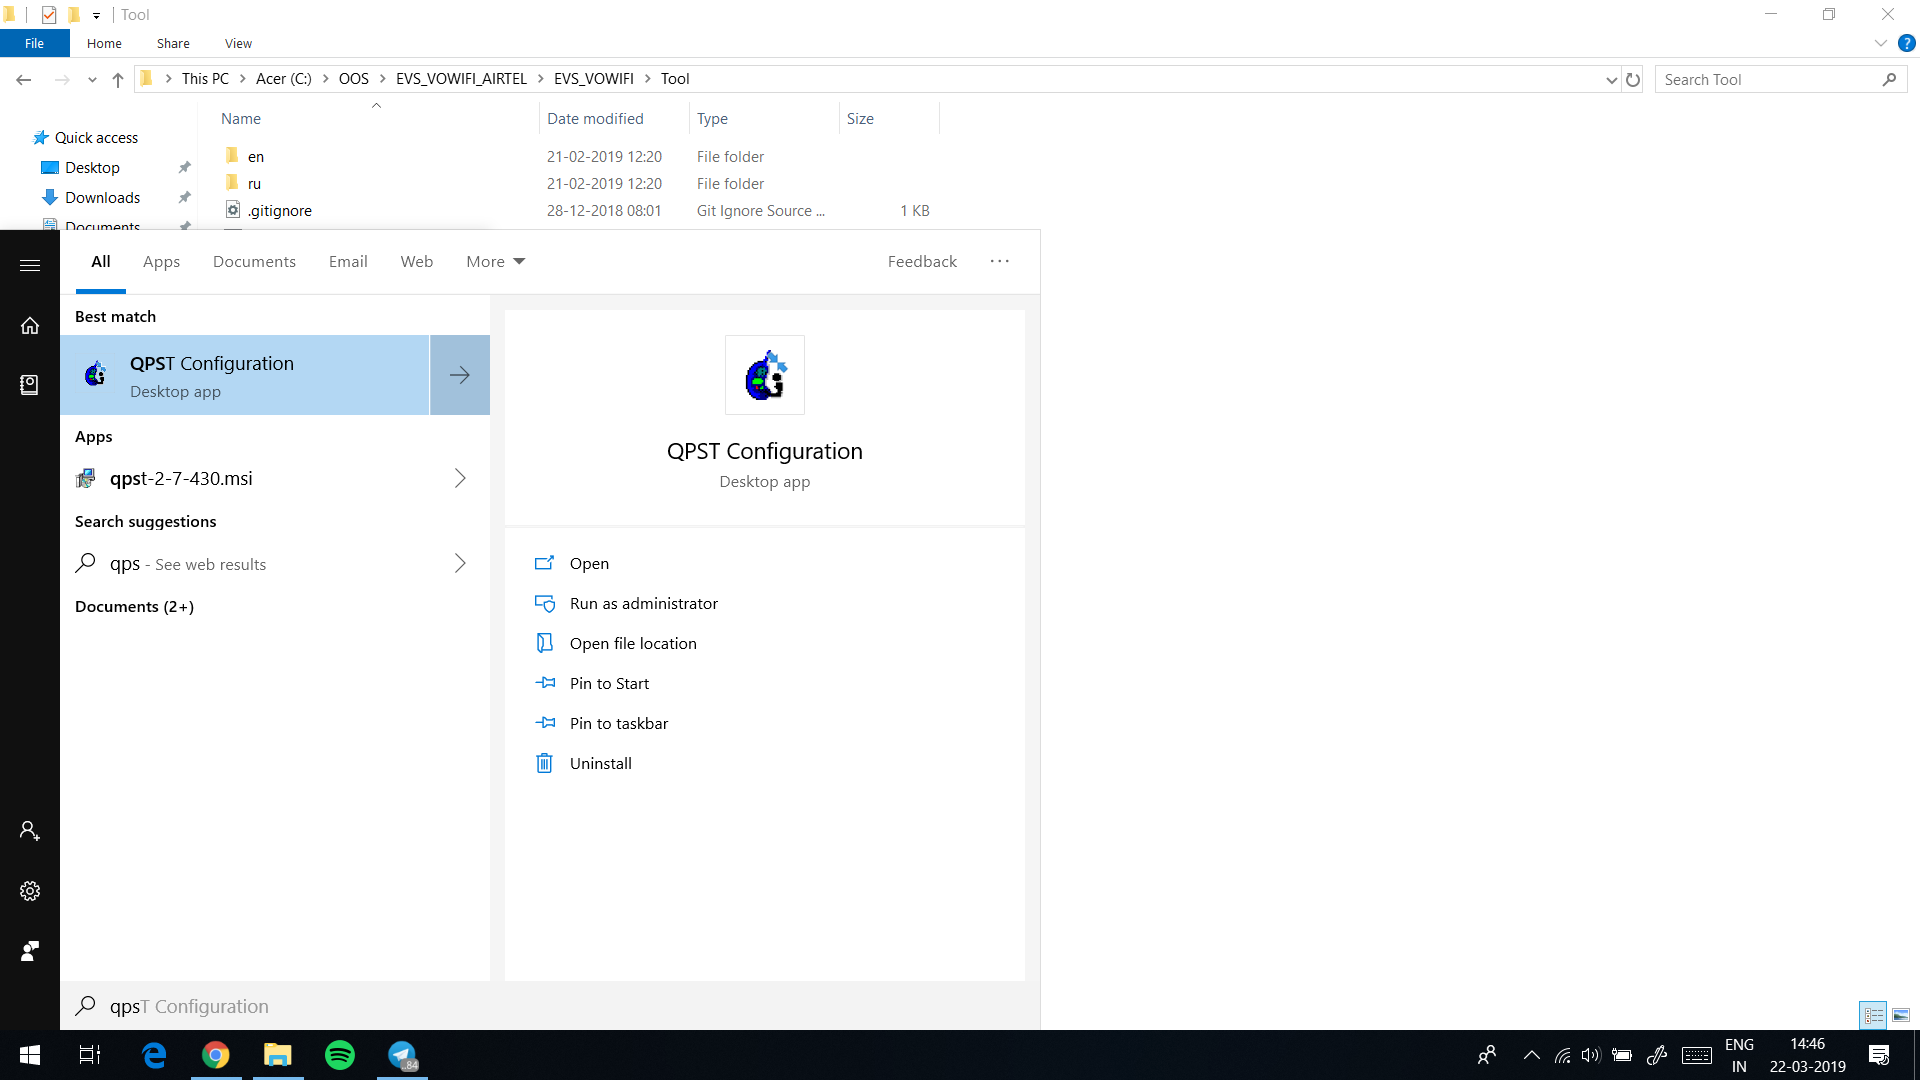 Tool
File Home Share View
This PC Acer (C:) OOS EVS_VOWIFI_AIRTEL EVS_VOWIFI Tool
Search Tool
Name Date modified Type Size
Quick access
Desktop
Downloads
Documents
en 21-02-2019 12:20 File folder
ru 21-02-2019 12:20 File folder
.gitignore 28-12-2018 08:01 Git Ignore Source ... 1 KB
All Apps Documents Email Web More Feedback ...
Best match
QPST Configuration
Desktop app
Apps
qpst-2-7-430.msi
Search suggestions
qps - See web results
Documents (2+)
QPST Configuration
Desktop app
Open
Run as administrator
Open file location
Pin to Start
Pin to taskbar
Uninstall
qpsT Configuration
..84
ENG
IN
14:46
22-03-2019